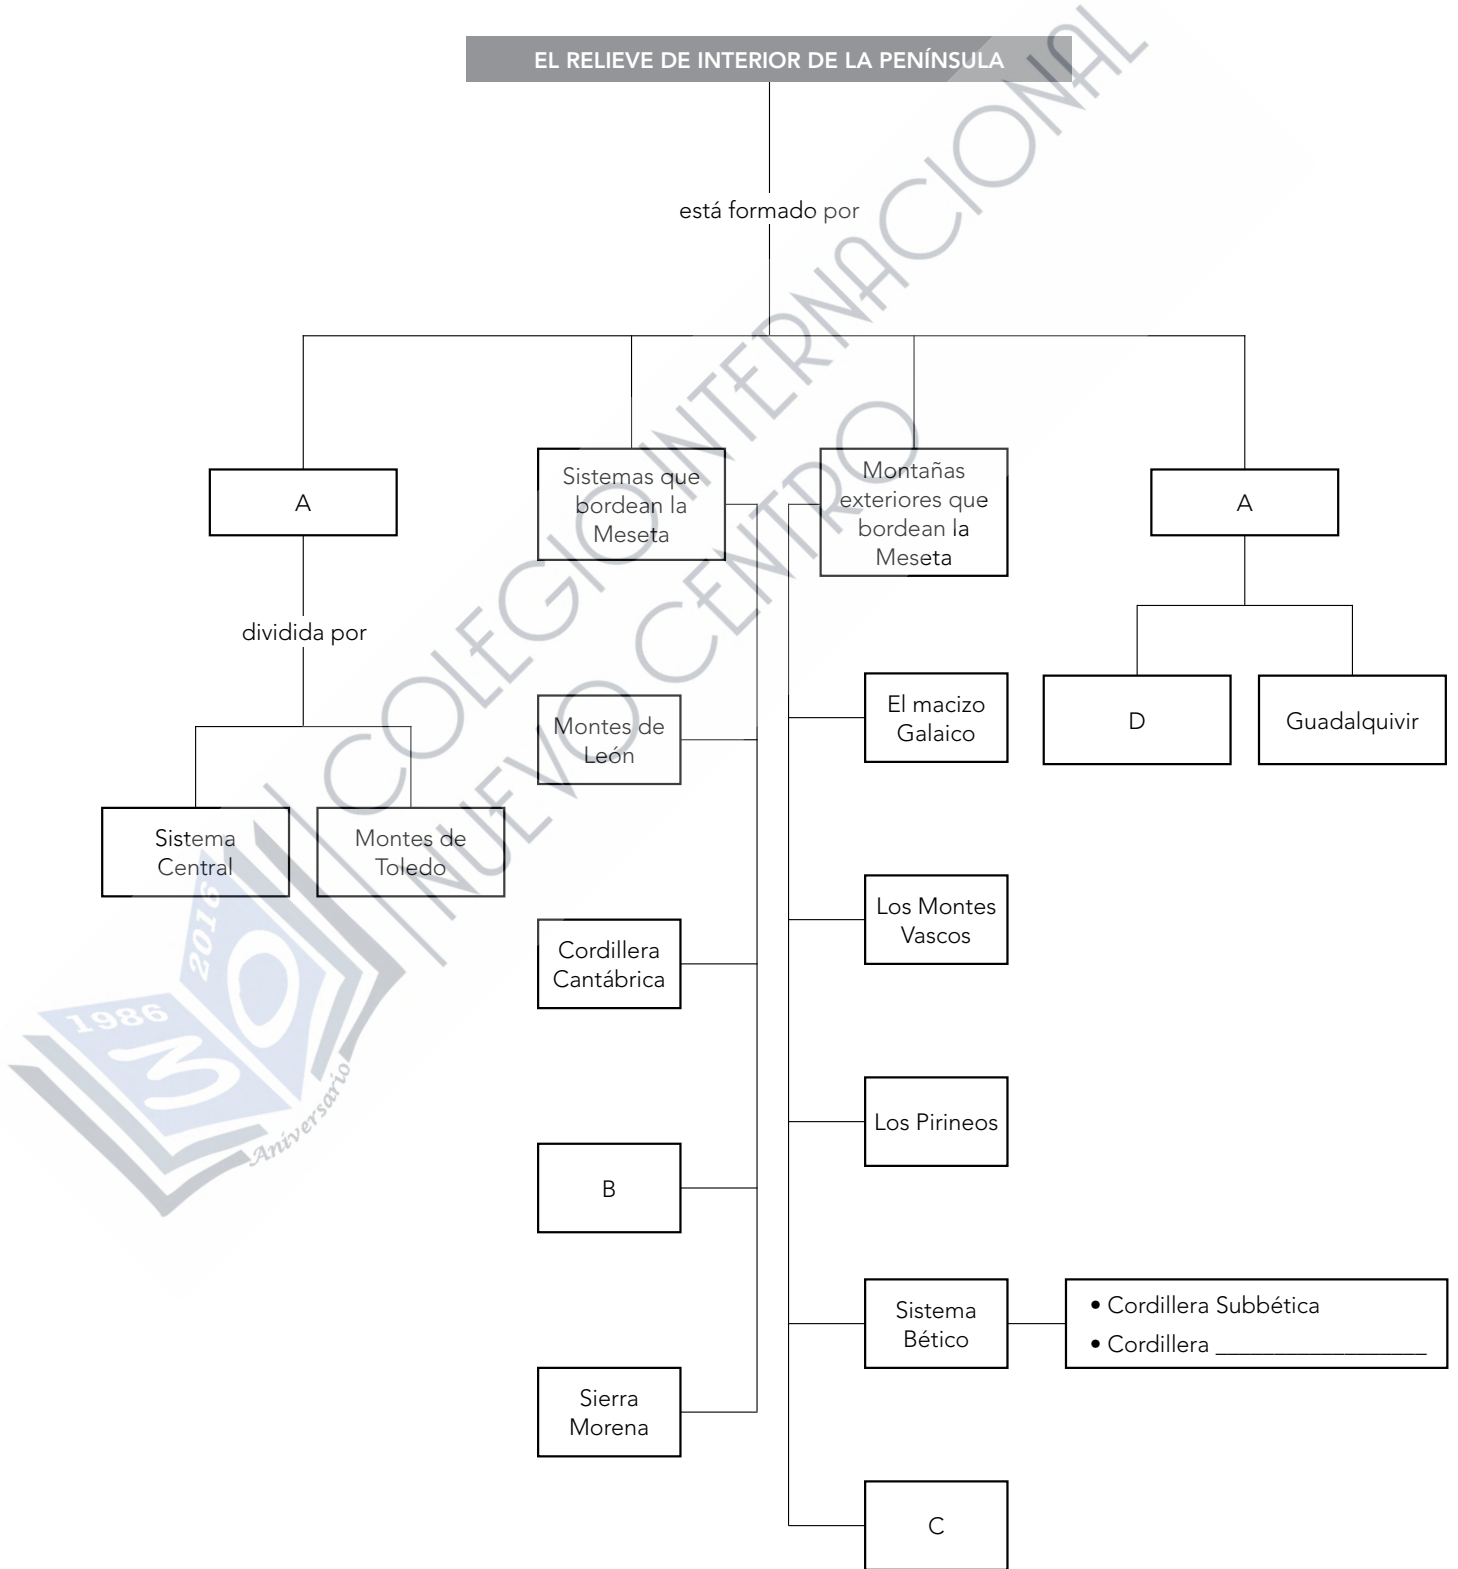 EL RELIEVE DE INTERIOR DE LA PENÍNSULA
está formado por
A
dividida por
Sistema
Central
Montes de
Toledo
Sistemas que
bordean la
Meseta
Montes de
León
Cordillera
Cantábrica
B
Sierra
Morena
Montañas
exteriores que
bordean la
Meseta
El macizo
Galaico
Los Montes
Vascos
Los Pirineos
Sistema
Bético
• Cordillera Subbética
• Cordillera __________________
C
A
D
Guadalquivir
COLEGIO INTERNACIONAL
NUEVO CENTRO
1986
2016
30
Aniversario